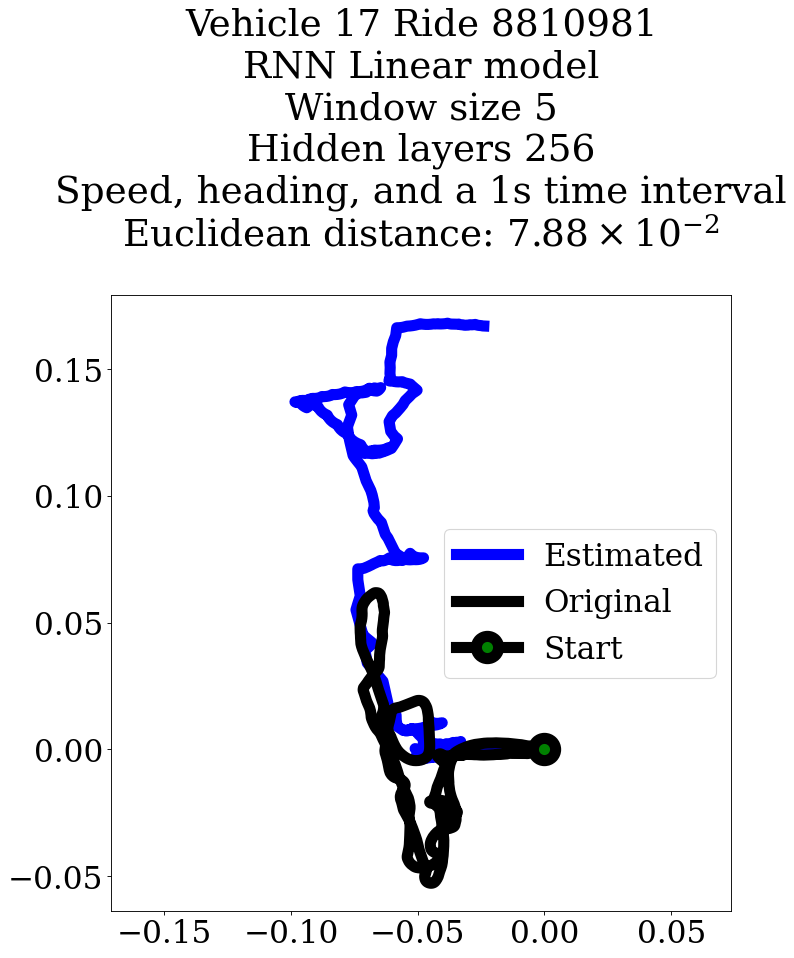 Vehicle 17 Ride 8810981
RNN Linear model
Window size 5
Hidden layers 256
Speed, heading, and a 1s time interval
Euclidean distance: 7.88 × 10⁻²
0.15
0.10
0.05
0.00
−0.05
Estimated
Original
Start
−0.15 −0.10 −0.05 0.00 0.05